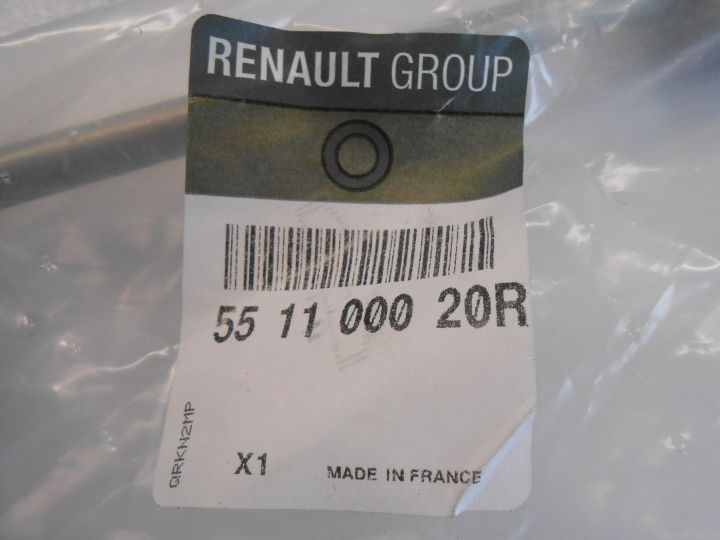 RENAULT GROUP
55 11 000 20R
QRKN2MP
X1
MADE IN FRANCE